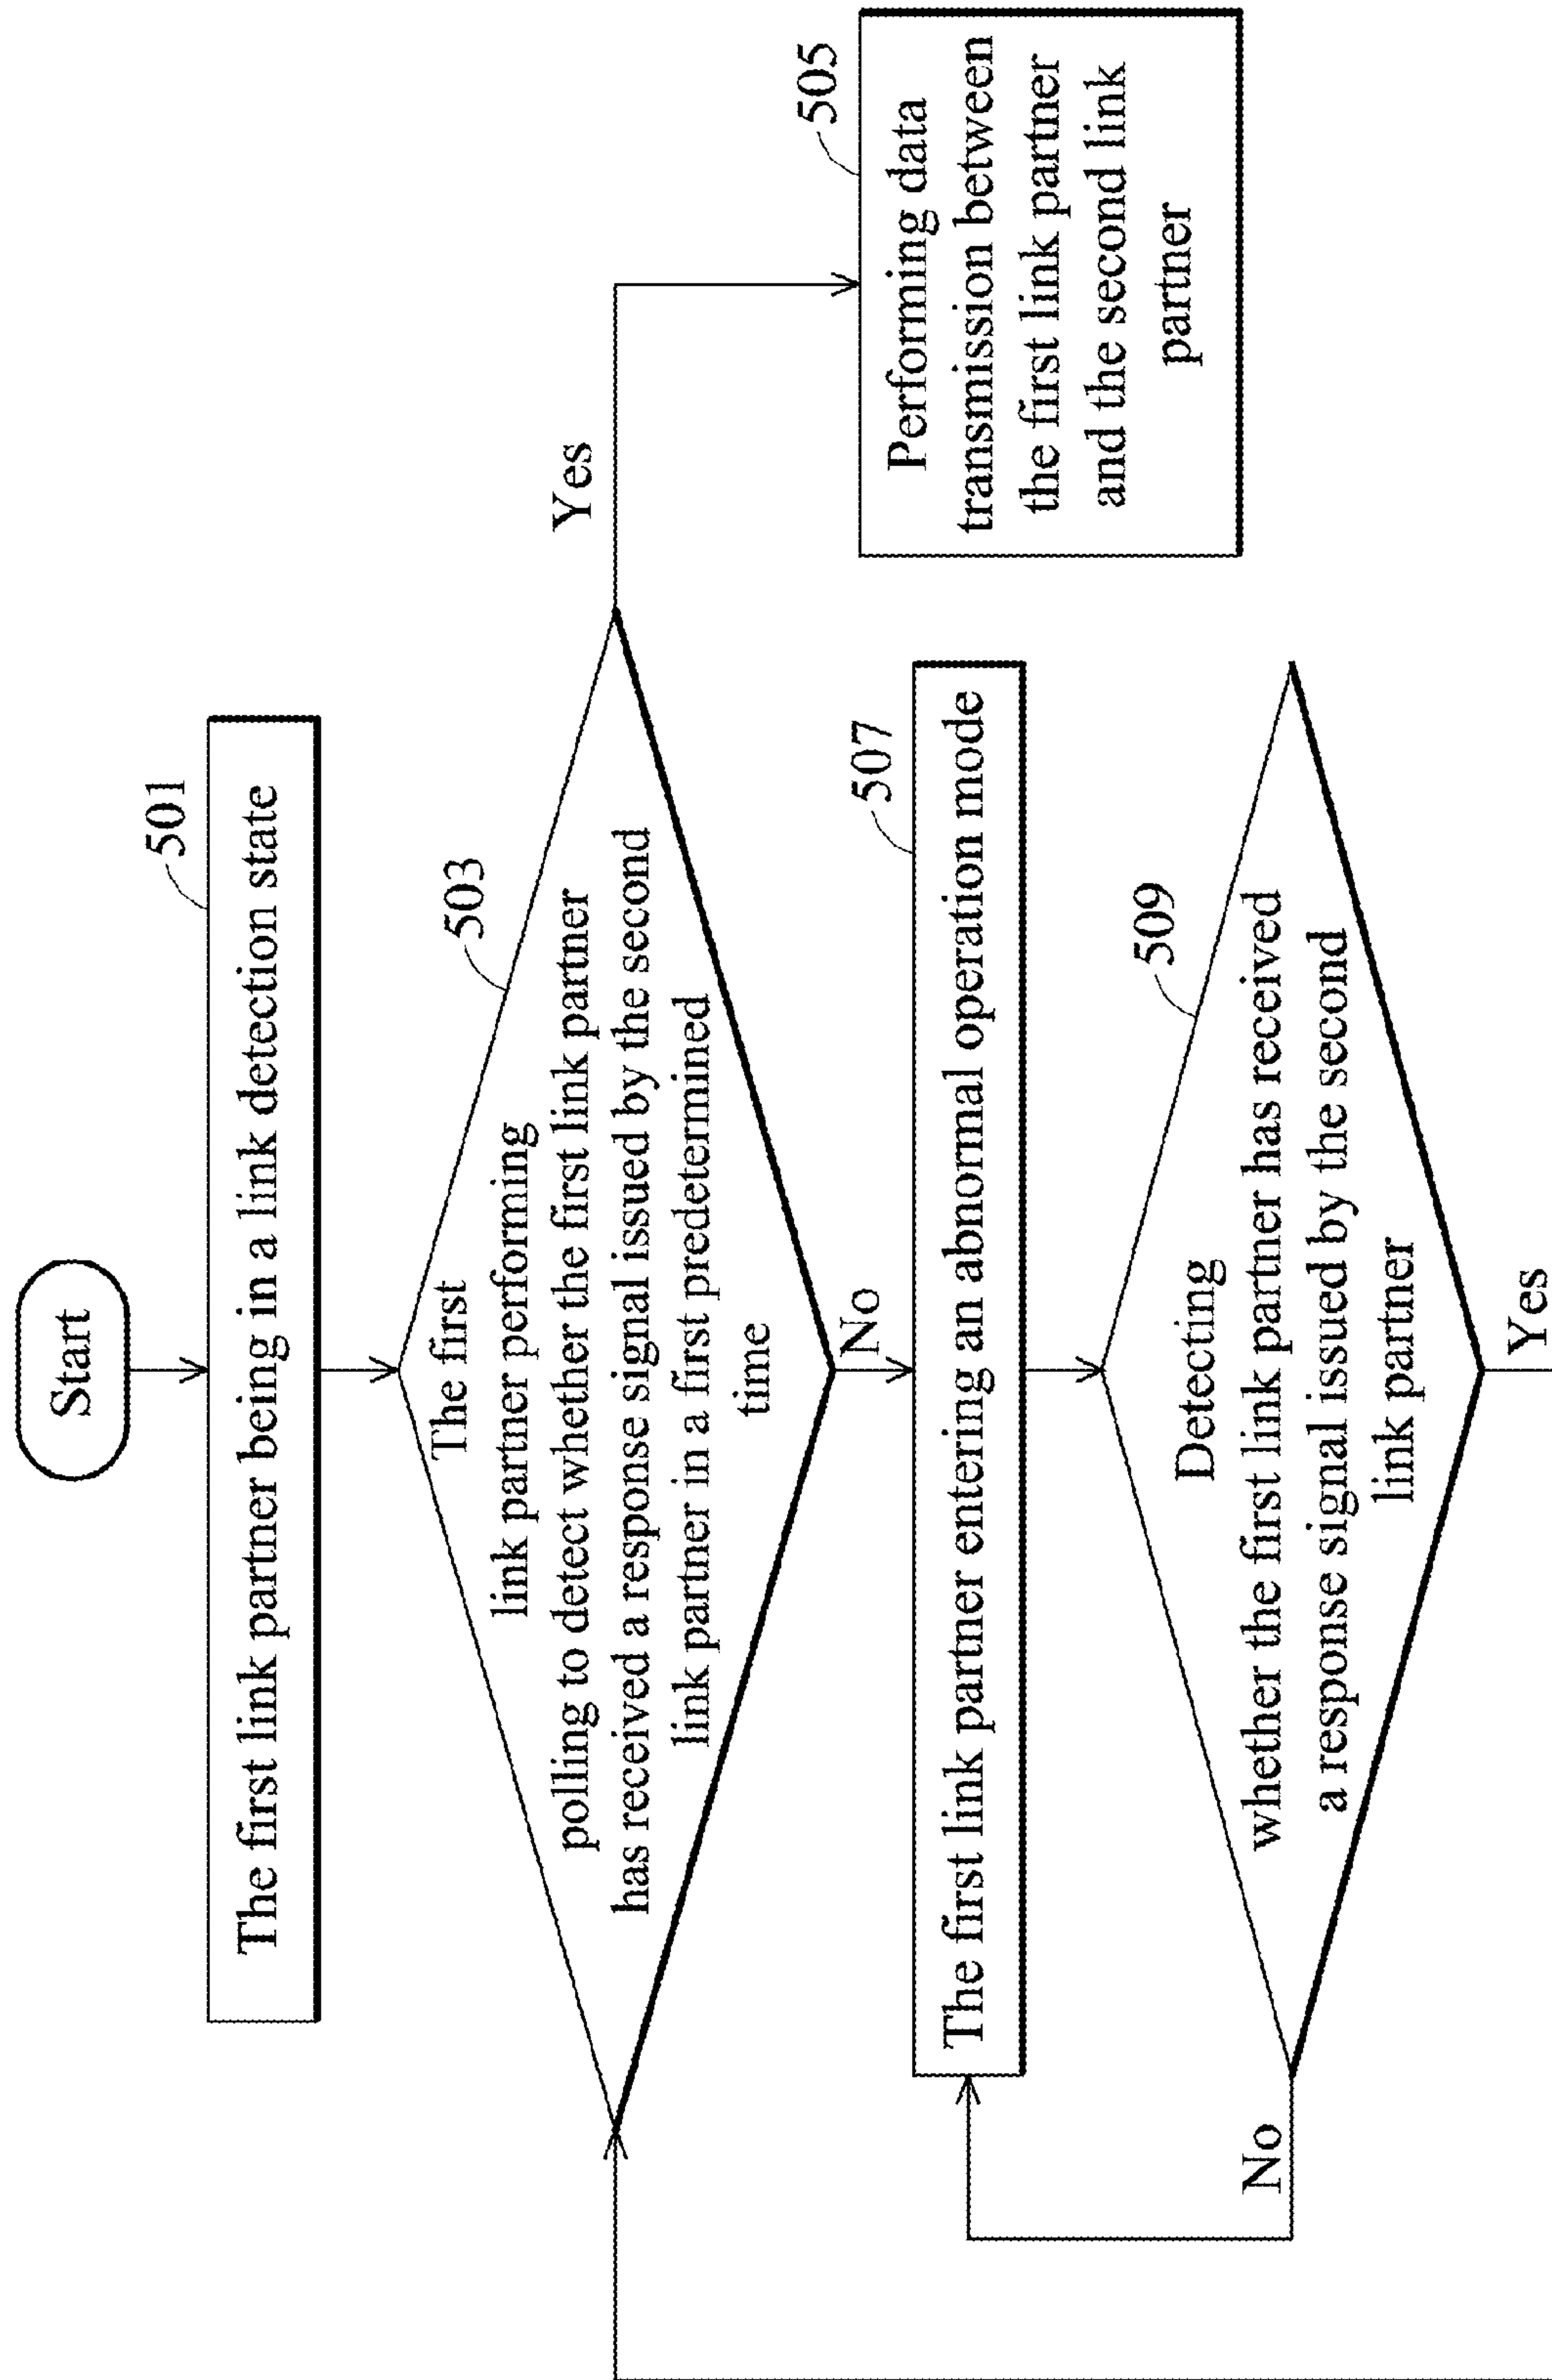 Start
501
The first link partner being in a link detection state
503
The first
link partner performing
polling to detect whether the first link partner
has received a response signal issued by the second
link partner in a first predetermined
time
Yes
505
Performing data
transmission between
the first link partner
and the second link
partner
No
507
The first link partner entering an abnormal operation mode
509
Detecting
whether the first link partner has received
a response signal issued by the second
link partner
No
Yes